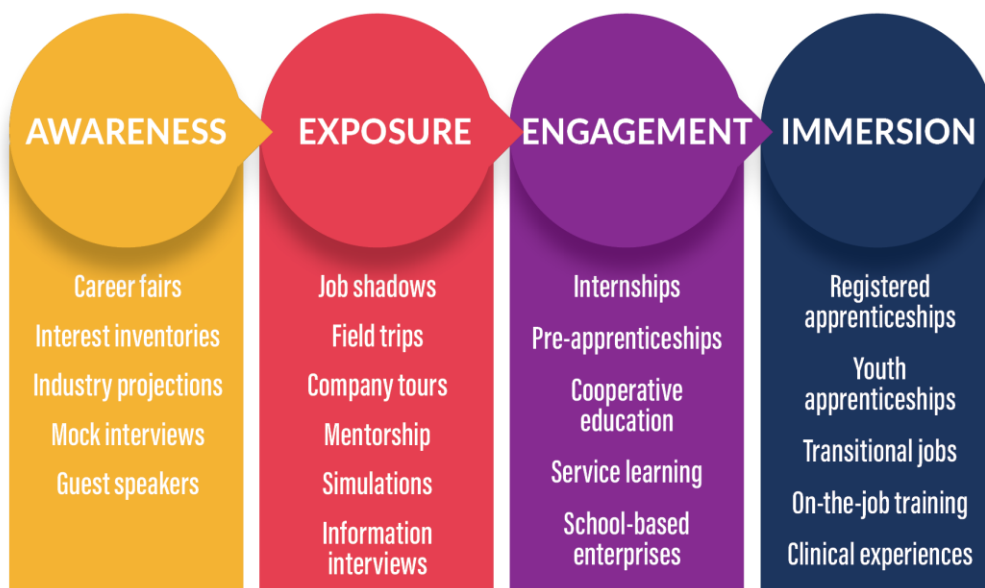 AWARENESS
Career fairs
Interest inventories
Industry projections
Mock interviews
Guest speakers
EXPOSURE
Job shadows
Field trips
Company tours
Mentorship
Simulations
Information
interviews
ENGAGEMENT
Internships
Pre-apprenticeships
Cooperative
education
Service learning
School-based
enterprises
IMMERSION
Registered
apprenticeships
Youth
apprenticeships
Transitional jobs
On-the-job training
Clinical experiences